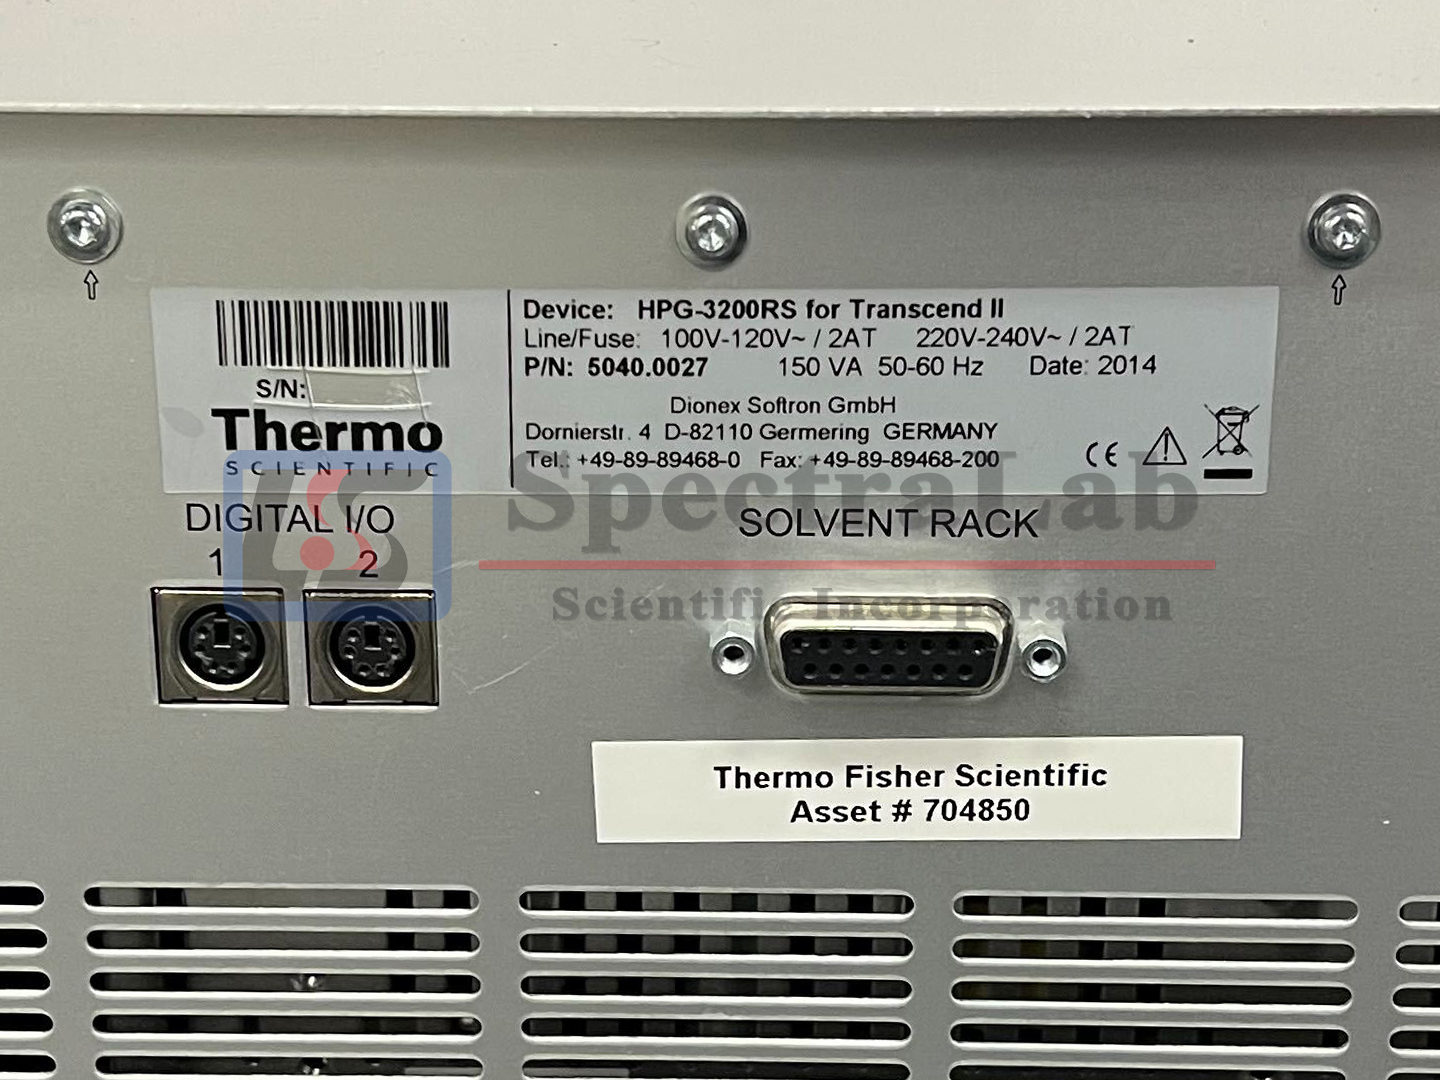 Device: HPG-3200RS for Transcend II
Line/Fuse: 100V-120V~ / 2AT 220V-240V~ / 2AT
P/N: 5040.0027 150 VA 50-60 Hz Date: 2014
S/N:
Thermo
SCIENTIFIC
Dionex Softron GmbH
Dornierstr. 4 D-82110 Germering GERMANY
Tel.: +49-89-89468-0 Fax: +49-89-89468-200
CE
SpectraLab
Scientific Incorporation
DIGITAL I/O
1 2
SOLVENT RACK
Thermo Fisher Scientific
Asset # 704850